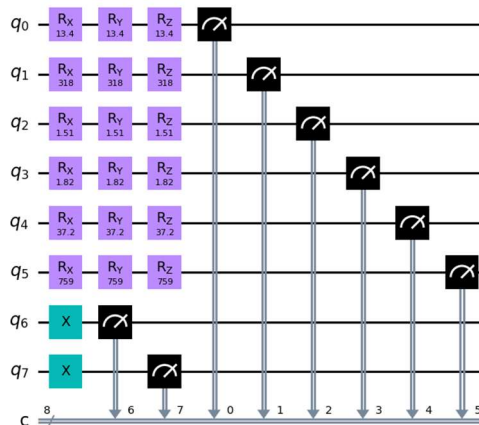 q0 RX 13.4 RY 13.4 RZ 13.4
q1 RX 318 RY 318 RZ 318
q2 RX 1.51 RY 1.51 RZ 1.51
q3 RX 1.82 RY 1.82 RZ 1.82
q4 RX 37.2 RY 37.2 RZ 37.2
q5 RX 759 RY 759 RZ 759
q6 X
q7 X
c 8 6 7 0 1 2 3 4 5